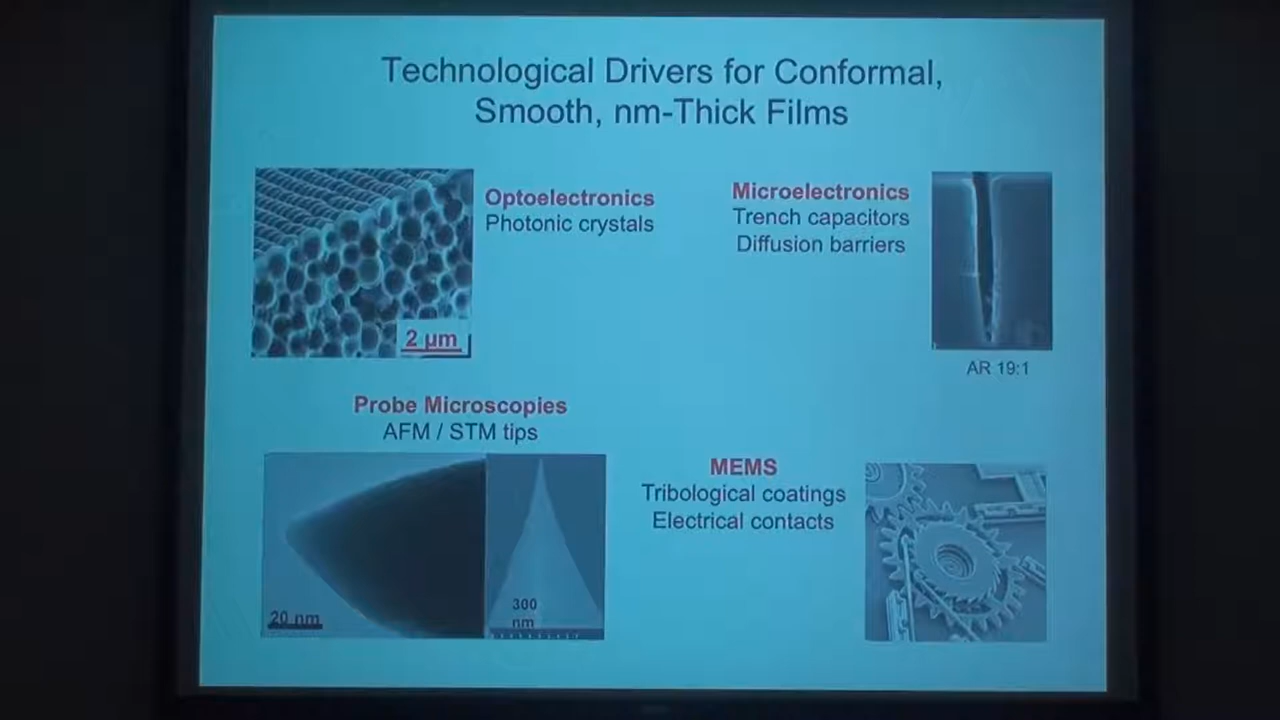 Technological Drivers for Conformal,
Smooth, nm-Thick Films
Optoelectronics
Photonic crystals
2 µm
Microelectronics
Trench capacitors
Diffusion barriers
AR 19:1
Probe Microscopies
AFM / STM tips
20 nm
300
nm
MEMS
Tribological coatings
Electrical contacts